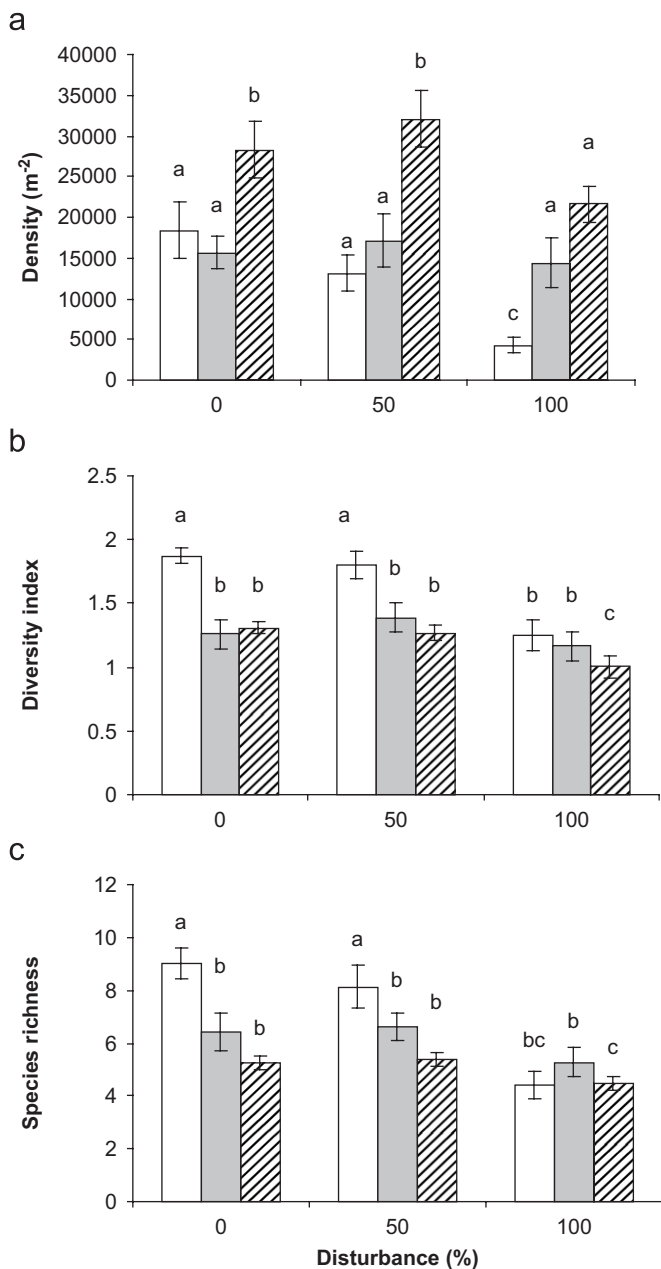 a
Density (m⁻²)
40000
35000
30000
25000
20000
15000
10000
5000
0
a a b
a a b
c a a
0 50 100
b
Diversity index
2.5
2
1.5
1
0.5
0
a b b
a b b
b b c
0 50 100
c
Species richness
12
10
8
6
4
2
0
a b b
a b b
bc b c
0 50 100
Disturbance (%)